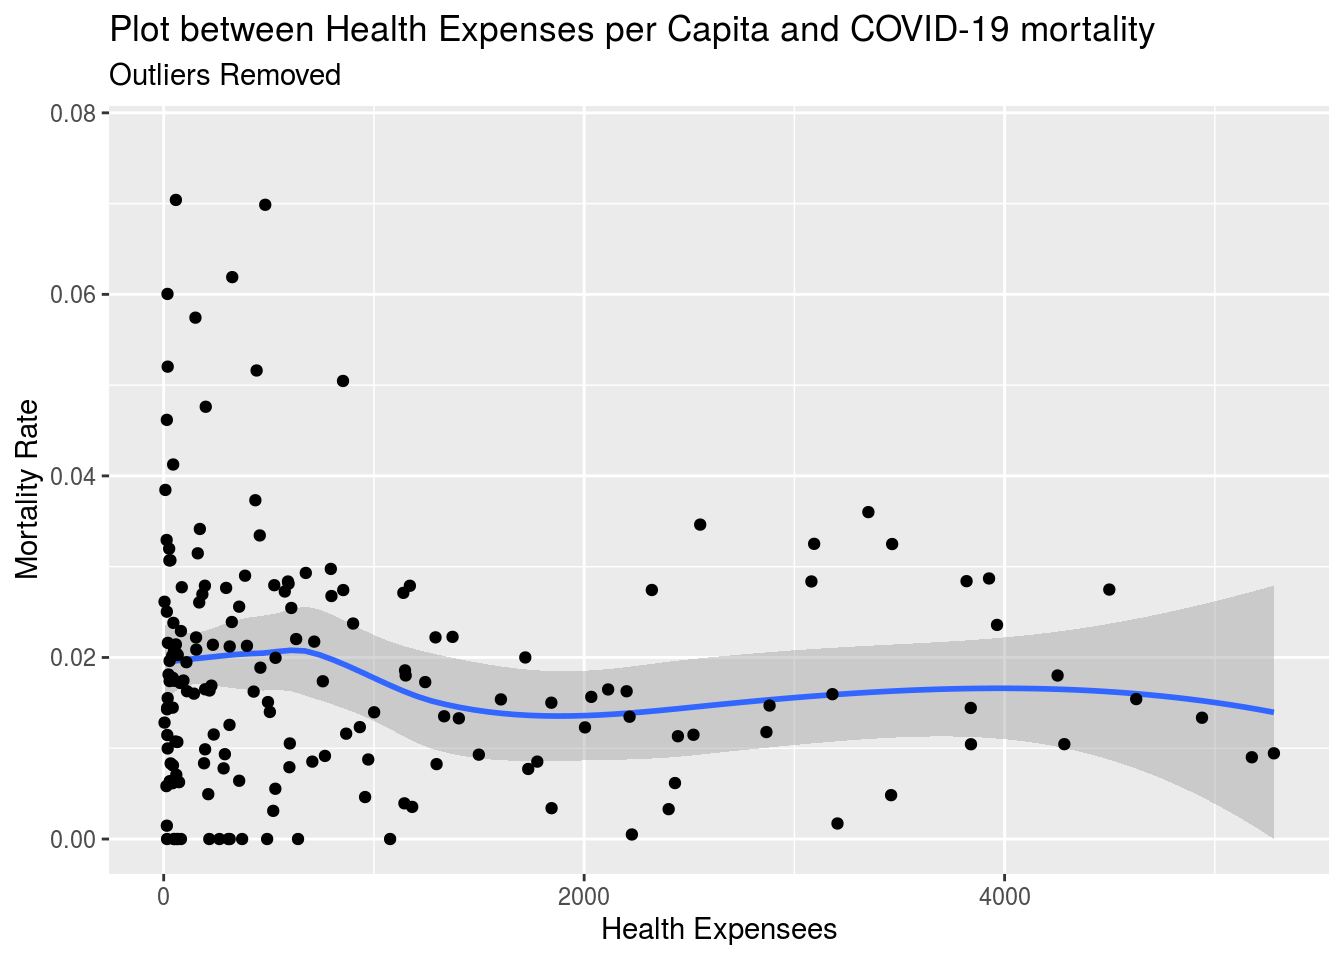 Plot between Health Expenses per Capita and COVID-19 mortality
Outliers Removed
0.08
0.06
0.04
0.02
0.00
Mortality Rate
0 2000 4000
Health Expensees